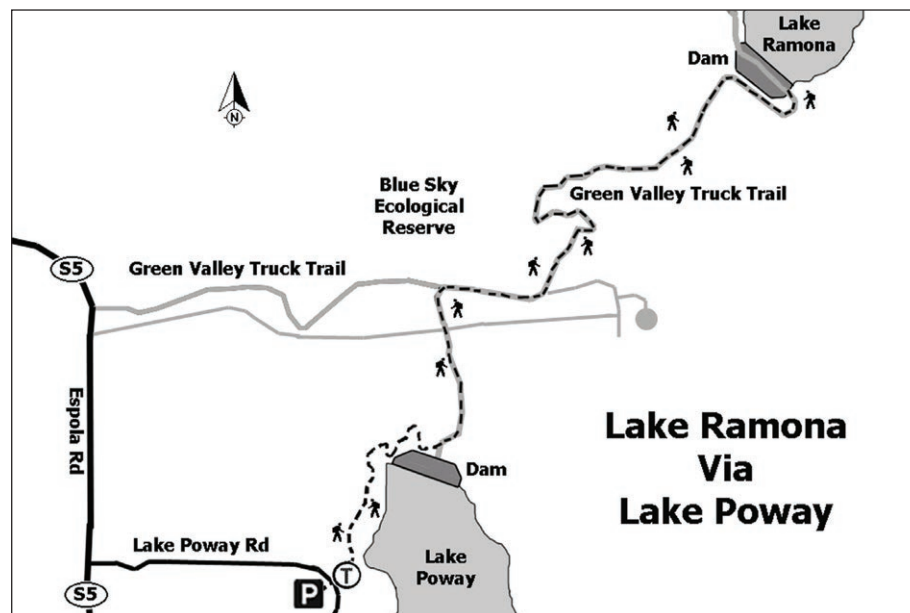 Lake
Ramona
Dam
N
Blue Sky
Ecological
Reserve
Green Valley Truck Trail
S5
Green Valley Truck Trail
Espola Rd
Lake Ramona
Via
Lake Poway
Dam
Lake Poway Rd
Lake
Poway
T
P
S5